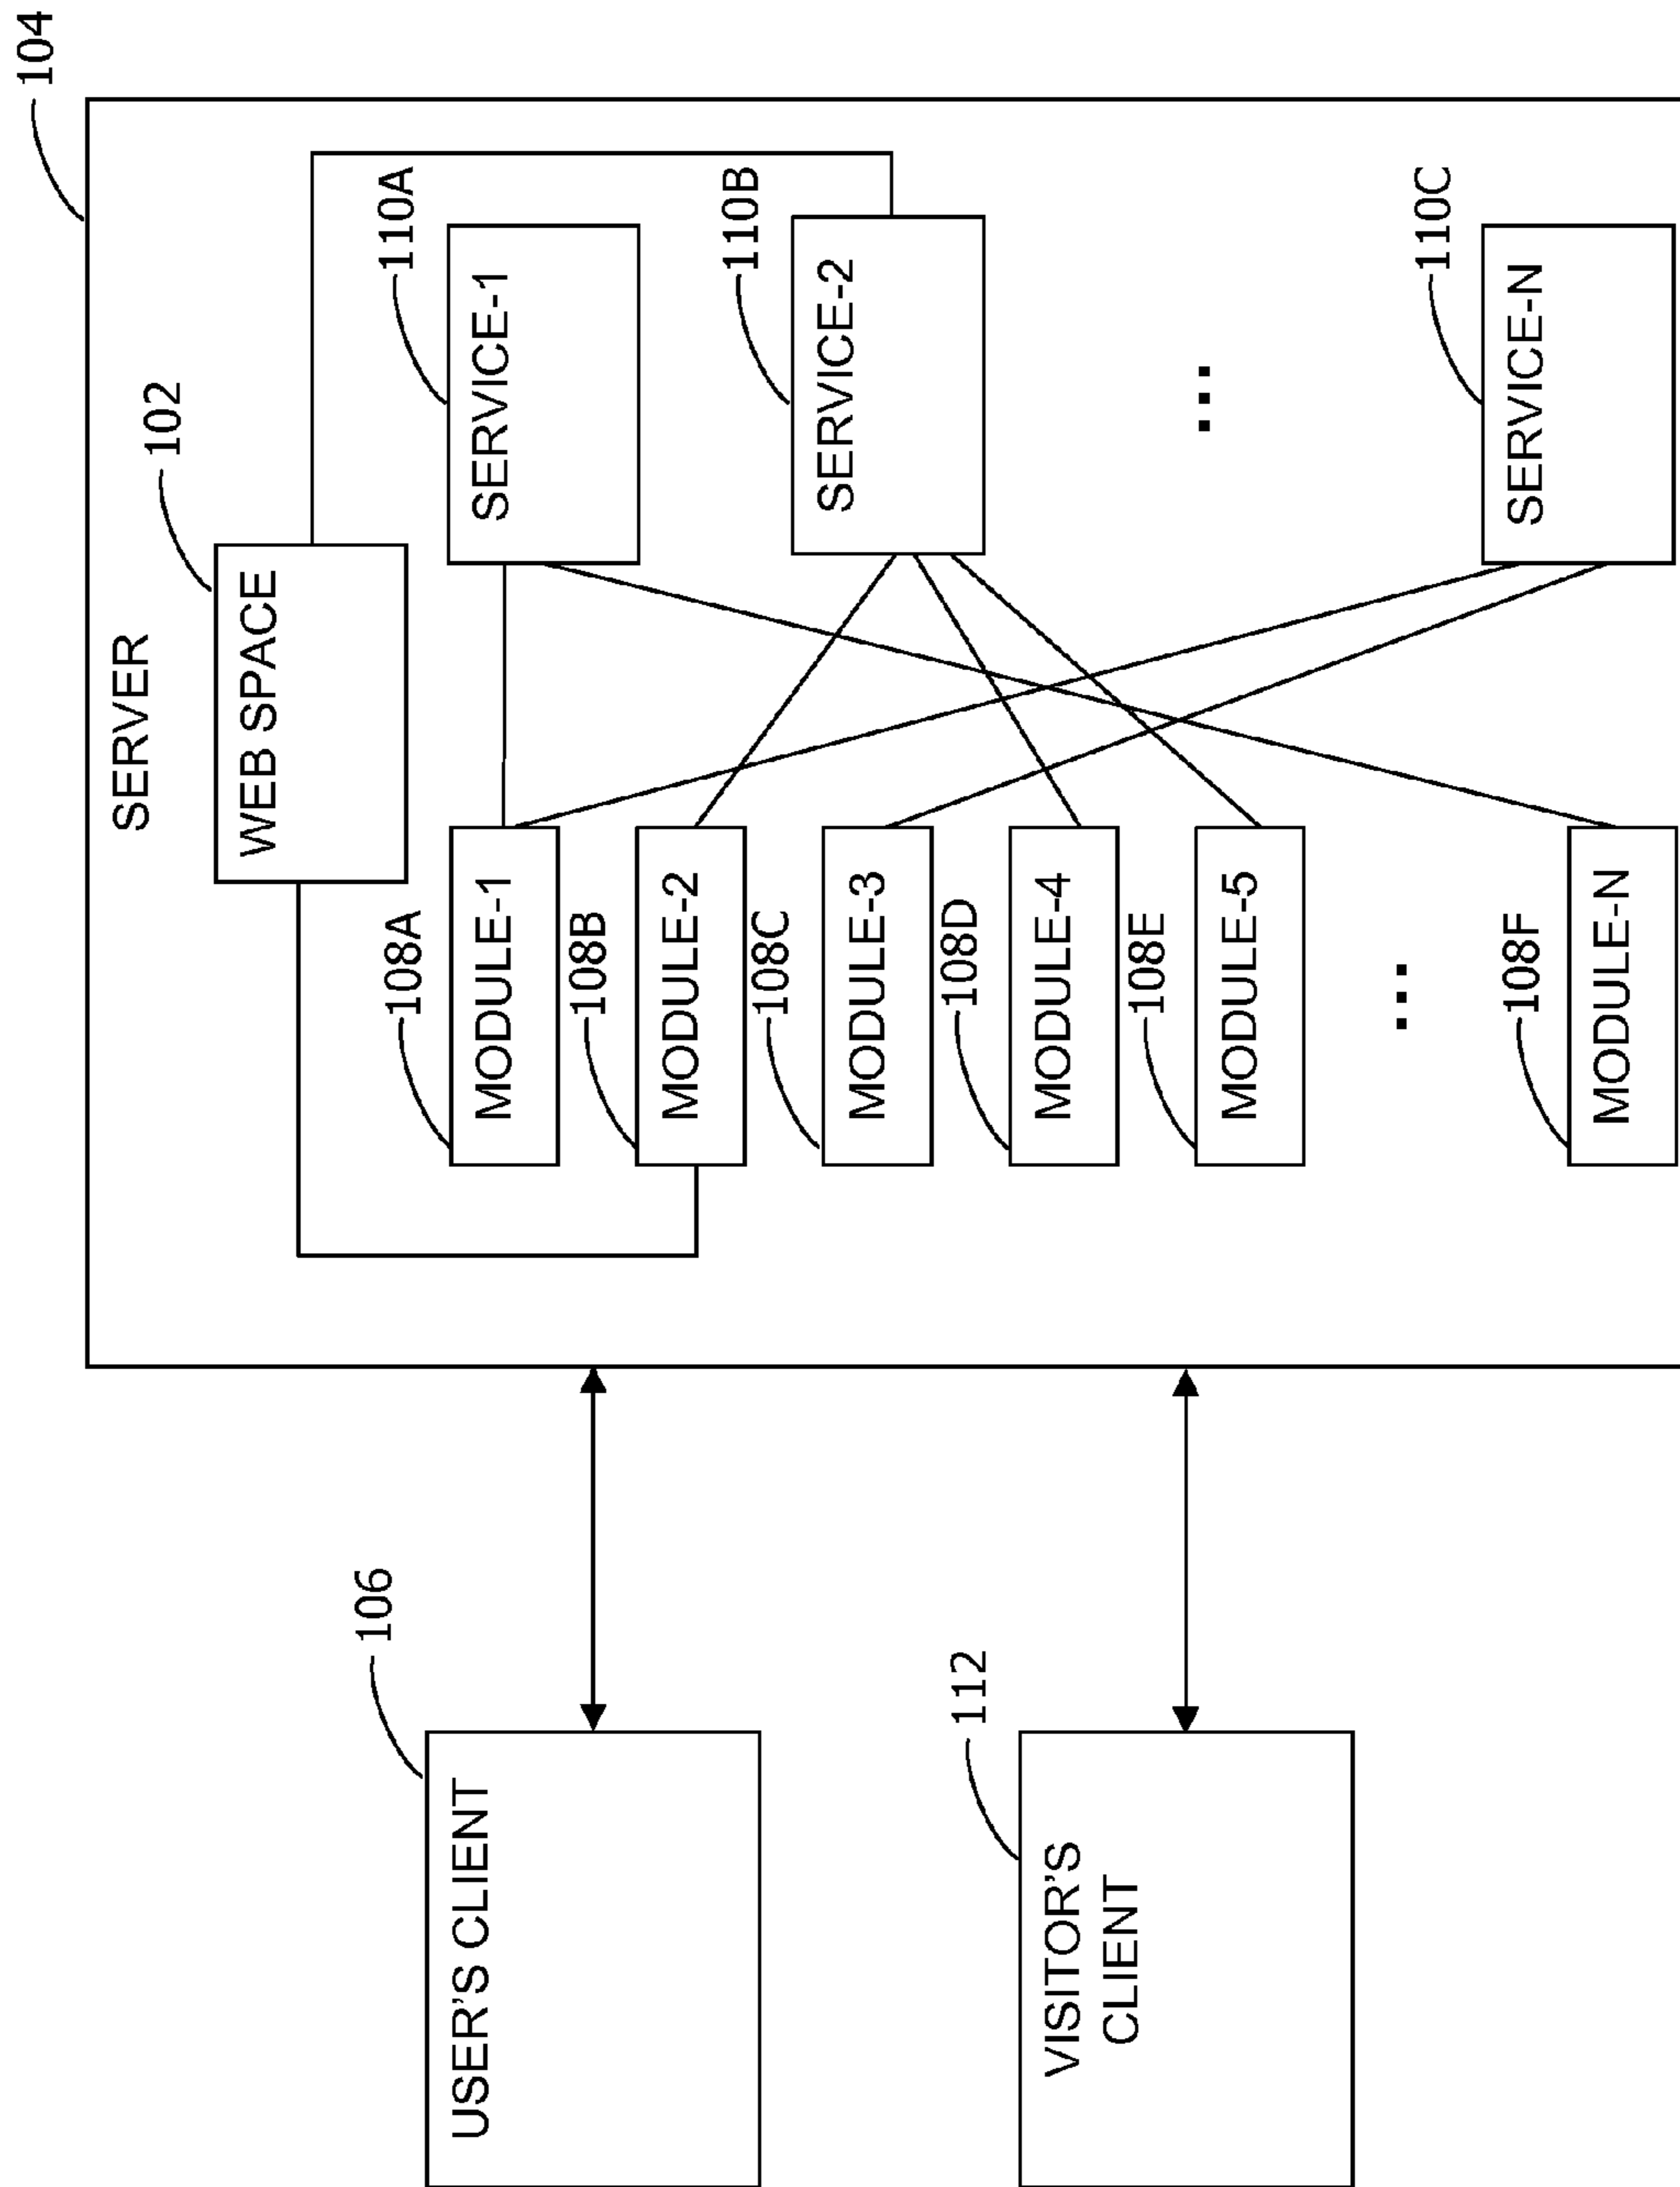 104
SERVER
102
WEB SPACE
108A
MODULE-1
110A
SERVICE-1
108B
MODULE-2
110B
SERVICE-2
108C
MODULE-3
108D
MODULE-4
108E
MODULE-5
...
...
108F
MODULE-N
110C
SERVICE-N
106
USER'S CLIENT
112
VISITOR'S
CLIENT